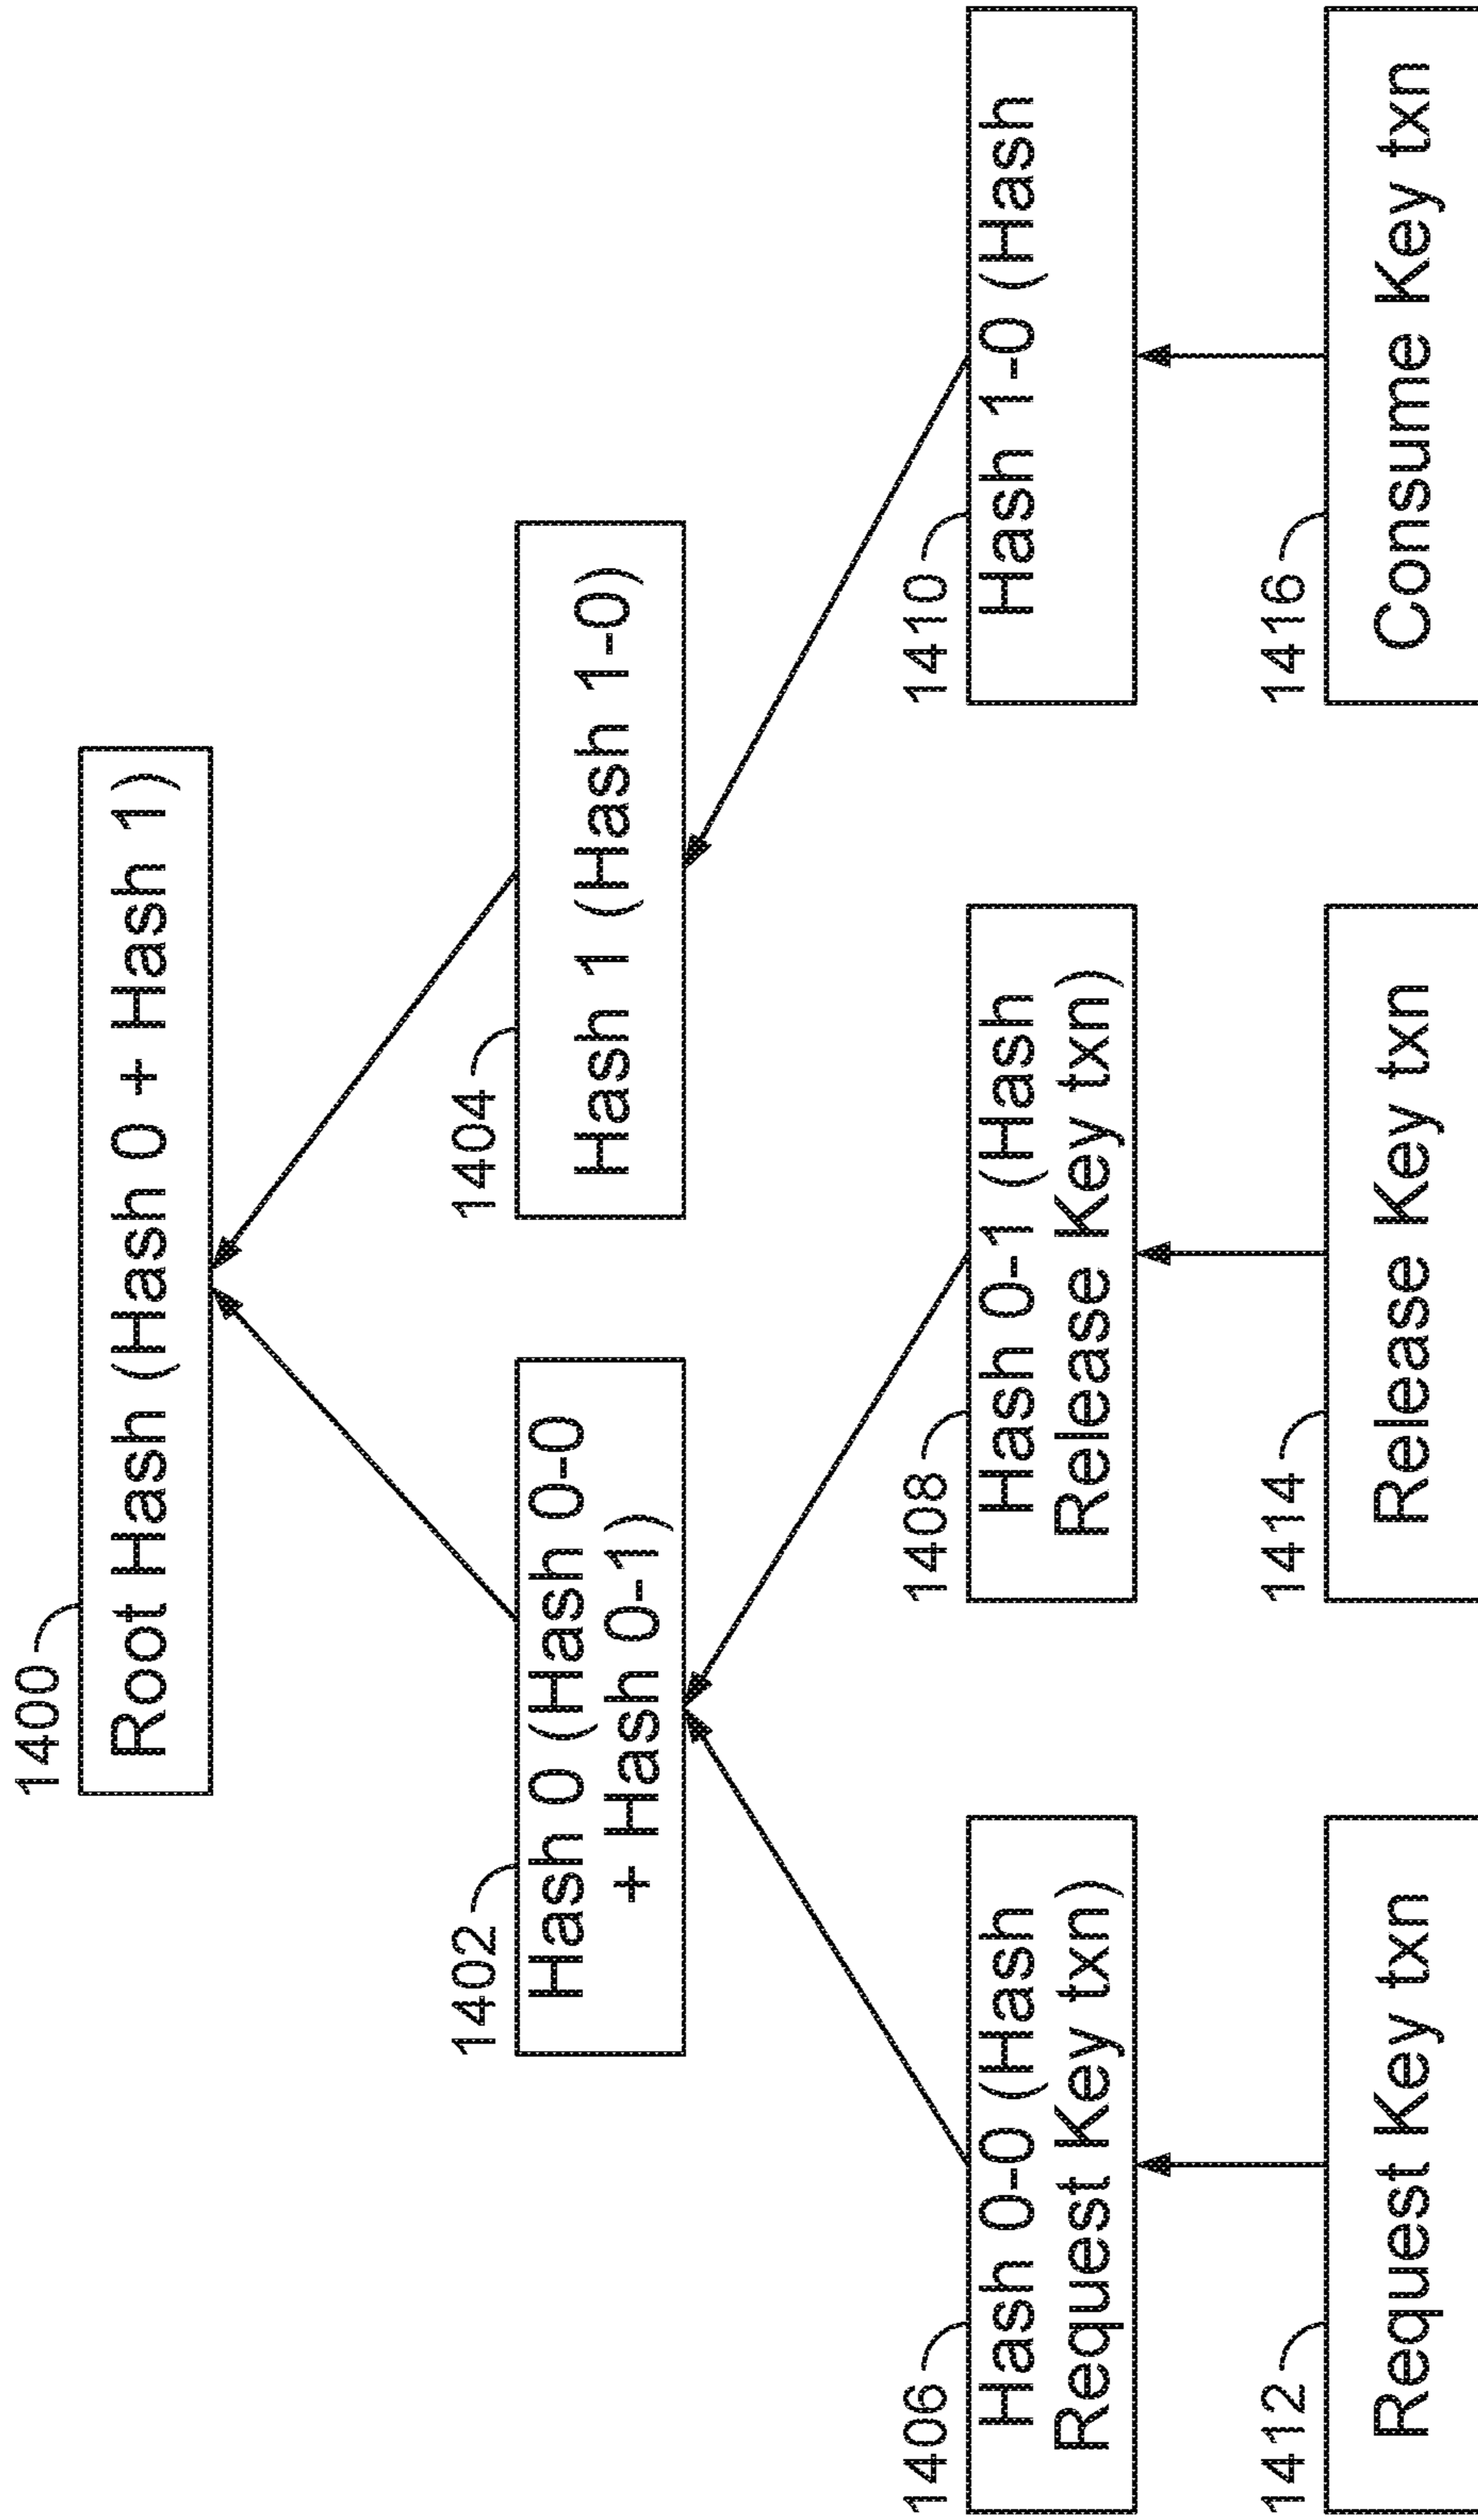 1400
Root Hash (Hash 0 + Hash 1)
1402
Hash 0 (Hash 0-0
+ Hash 0-1)
1404
Hash 1 (Hash 1-0)
1406
Hash 0-0 (Hash
Request Key txn)
1408
Hash 0-1 (Hash
Release Key txn)
1410
Hash 1-0 (Hash
1412
Request Key txn
1414
Release Key txn
1416
Consume Key txn